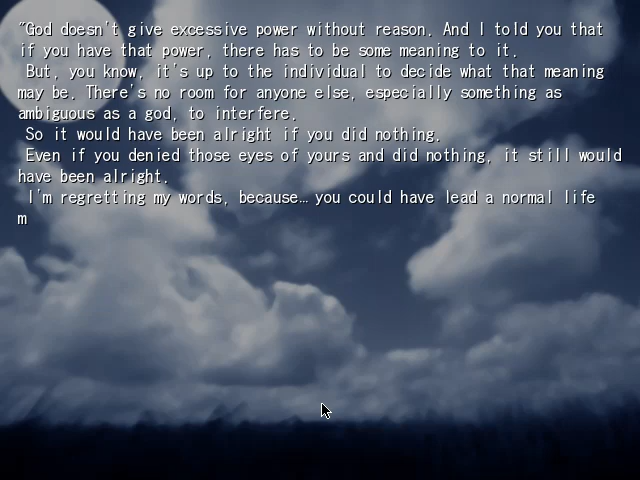 "God doesn't give excessive power without reason. And I told you that
if you have that power, there has to be some meaning to it.
But, you know, it's up to the individual to decide what that meaning
may be. There's no room for anyone else, especially something as
ambiguous as a god, to interfere.
So it would have been alright if you did nothing.
Even if you denied those eyes of yours and did nothing, it still would
have been alright.
I'm regretting my words, because… you could have lead a normal life
m